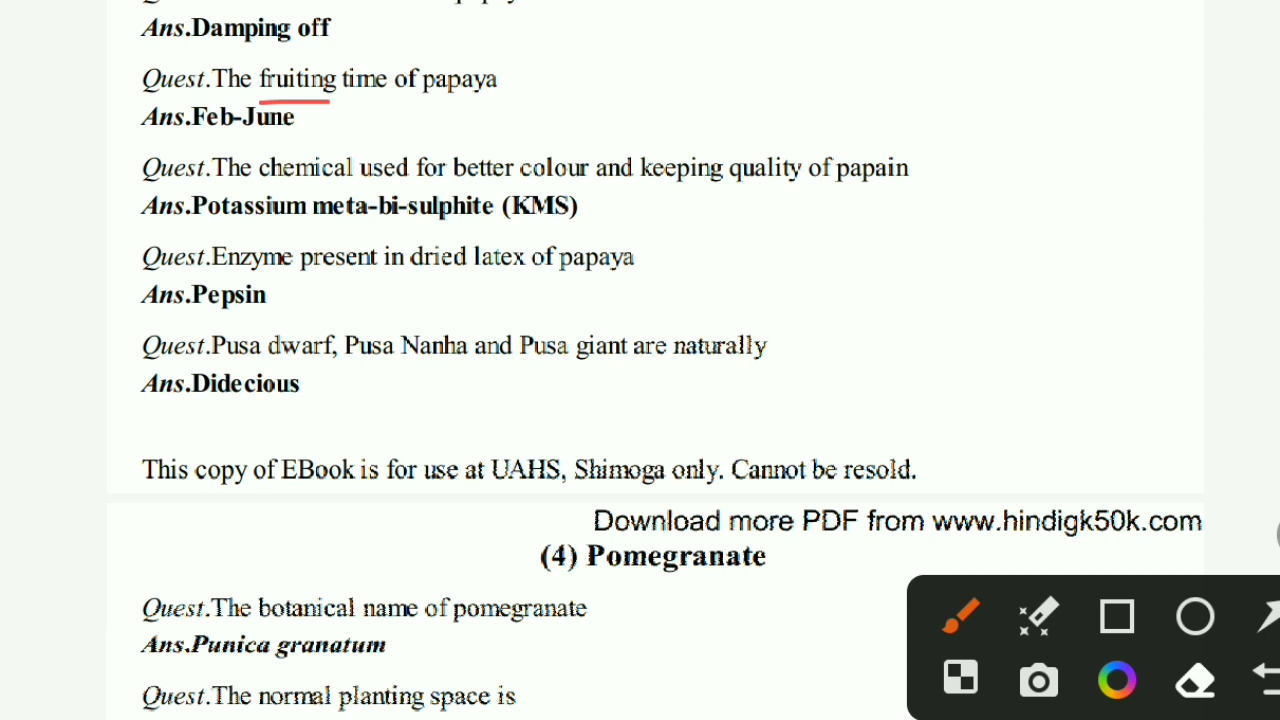 Ans.Damping off
Quest.The fruiting time of papaya
Ans.Feb-June
Quest.The chemical used for better colour and keeping quality of papain
Ans.Potassium meta-bi-sulphite (KMS)
Quest.Enzyme present in dried latex of papaya
Ans.Pepsin
Quest.Pusa dwarf, Pusa Nanha and Pusa giant are naturally
Ans.Didecious
This copy of EBook is for use at UAHS, Shimoga only. Cannot be resold.
Download more PDF from www.hindigk50k.com
(4) Pomegranate
Quest.The botanical name of pomegranate
Ans.Punica granatum
Quest.The normal planting space is